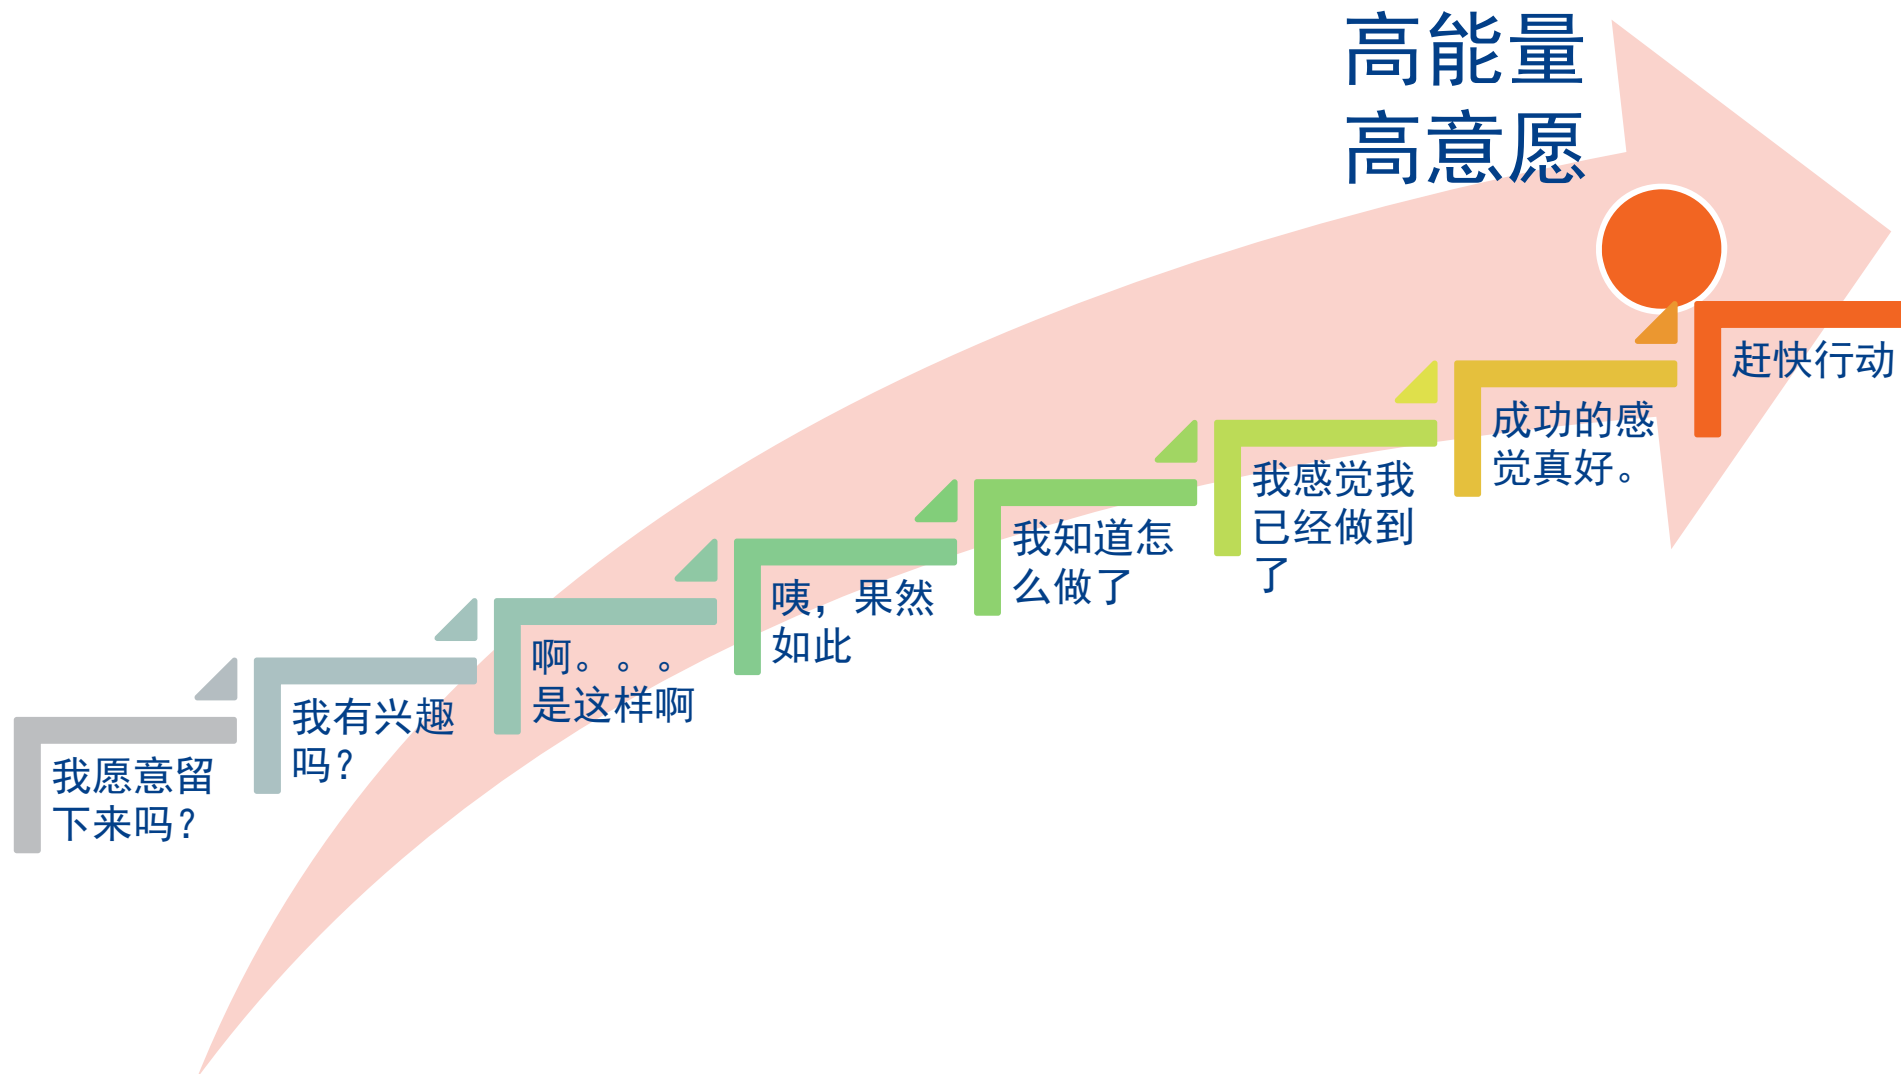 高能量
高意愿
我愿意留
下来吗?
我有兴趣
吗?
啊。。。
是这样啊
咦，果然
如此
我知道怎
么做了
我感觉我
已经做到
了
成功的感
觉真好。
赶快行动